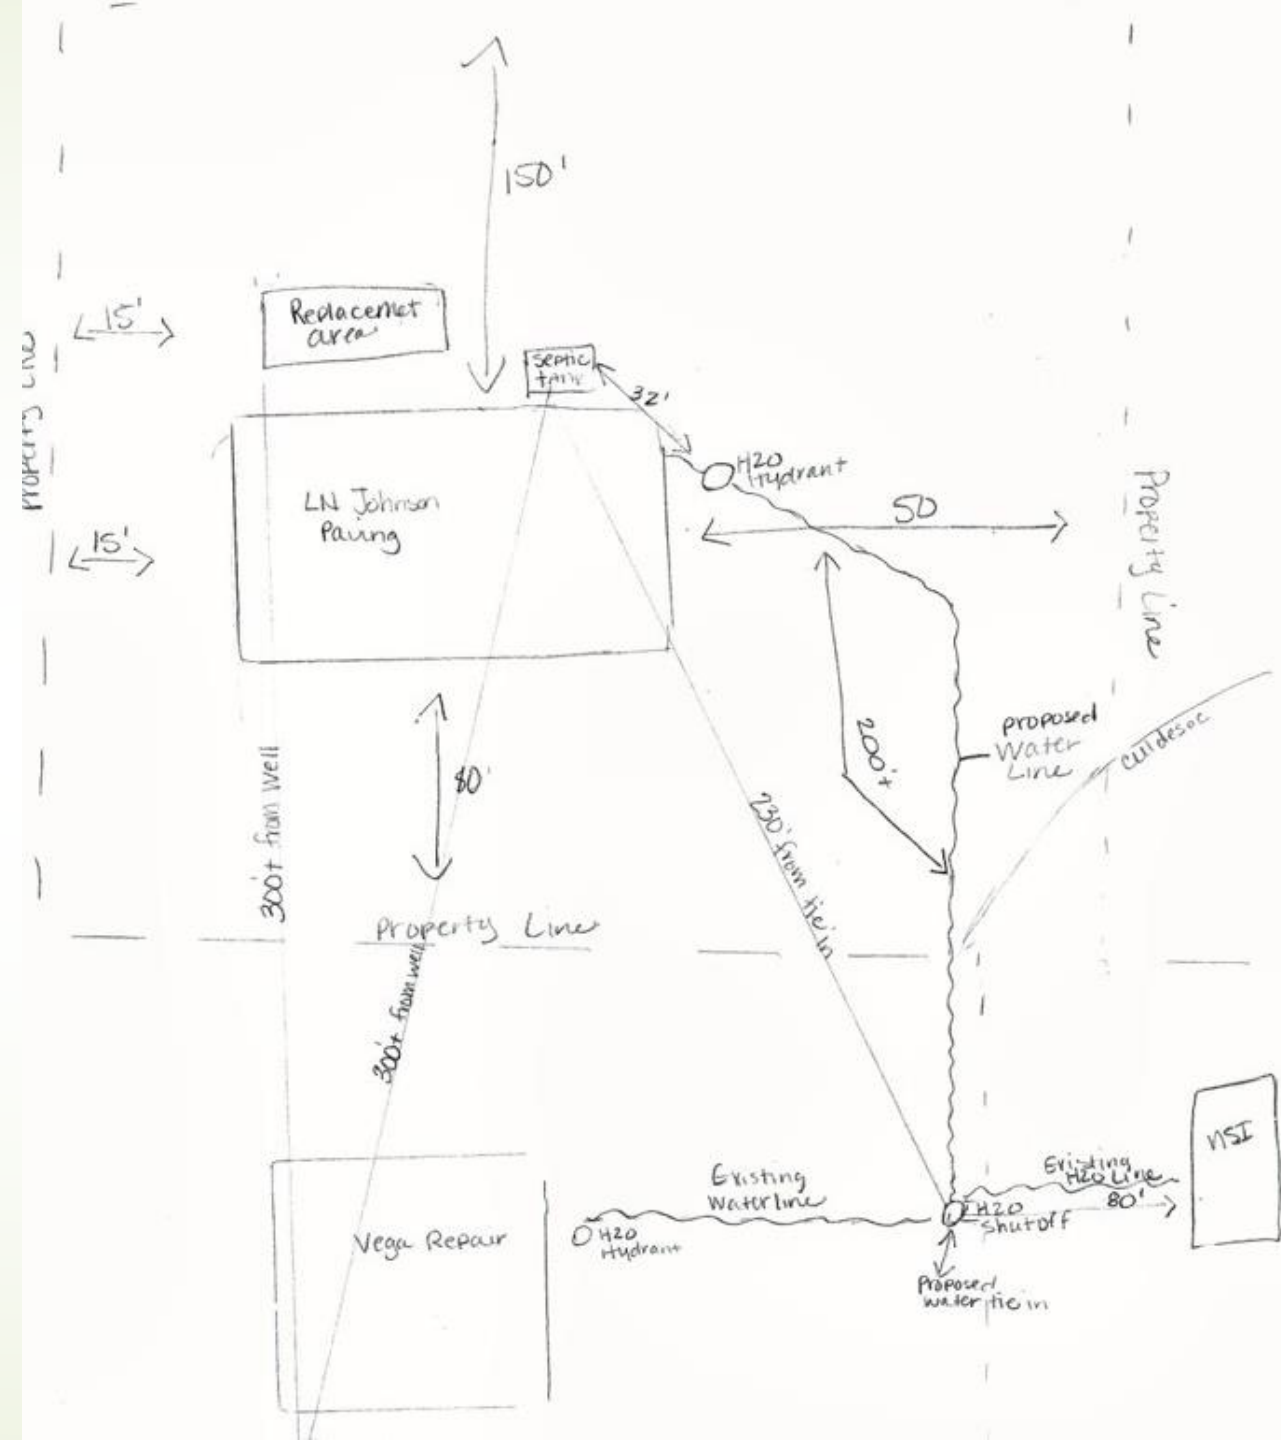 150'
15'
Replacemet
area
Property Line
septic
tank
32'
H2O
Hydrant
LN Johnson
Paving
50
Property Line
15'
200'+
proposed
Water
Line
culdesac
80'
300'+ from well
230' from tie in
Property Line
300'+ from well
NSI
Existing
H2O Line
80'
Existing
Waterline
H2O
Shutoff
Vega Repair
H2O
Hydrant
Proposed
water tie in